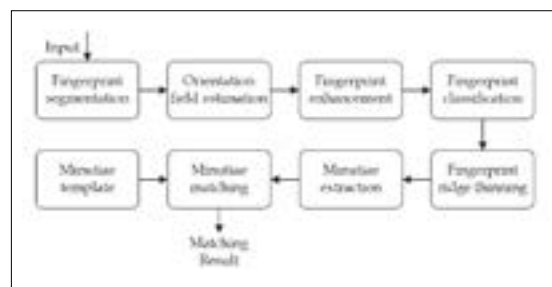 Input
Fingerprint
segmentation
Orientation
field estimation
Fingerprint
enhancement
Fingerprint
classification
Minutiae
template
Minutiae
matching
Minutiae
extraction
Fingerprint
ridge thinning
Matching
Result